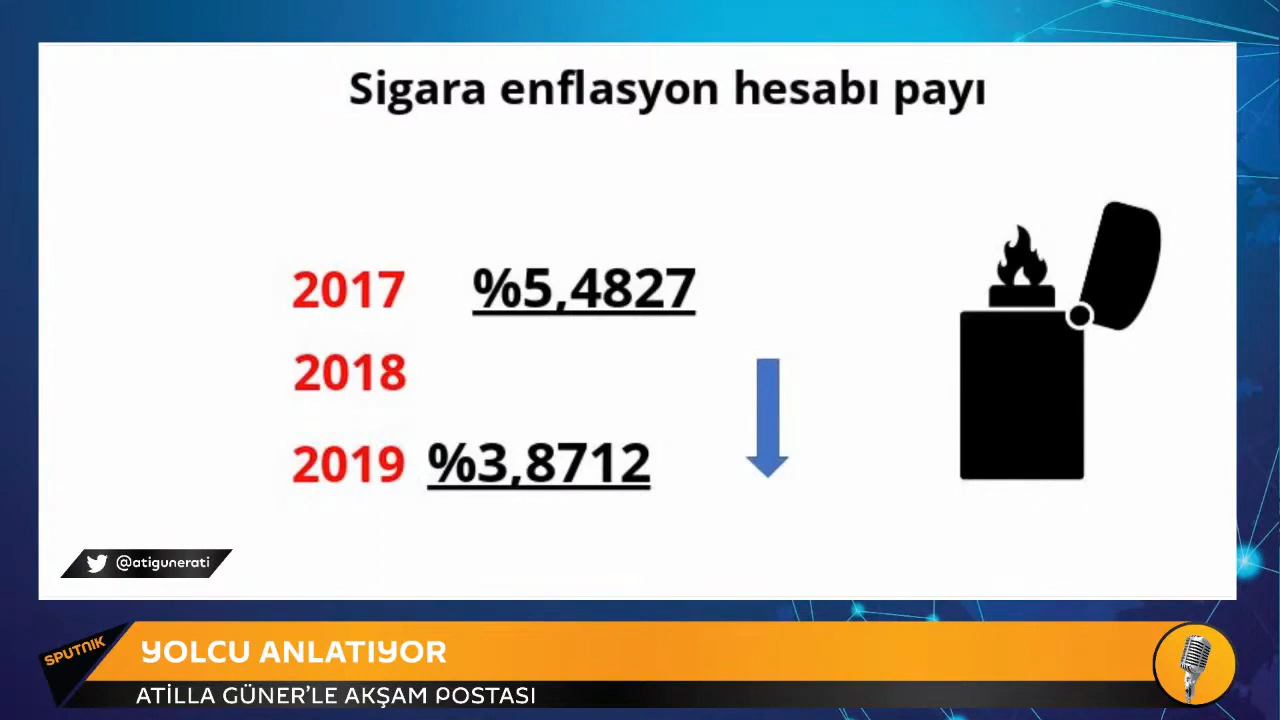 Sigara enflasyon hesabı payı
2017 %5,4827
2018
2019 %3,8712
@atigunerati
SPUTNİK
YOLCU ANLATIYOR
ATİLLA GÜNER'LE AKŞAM POSTASI